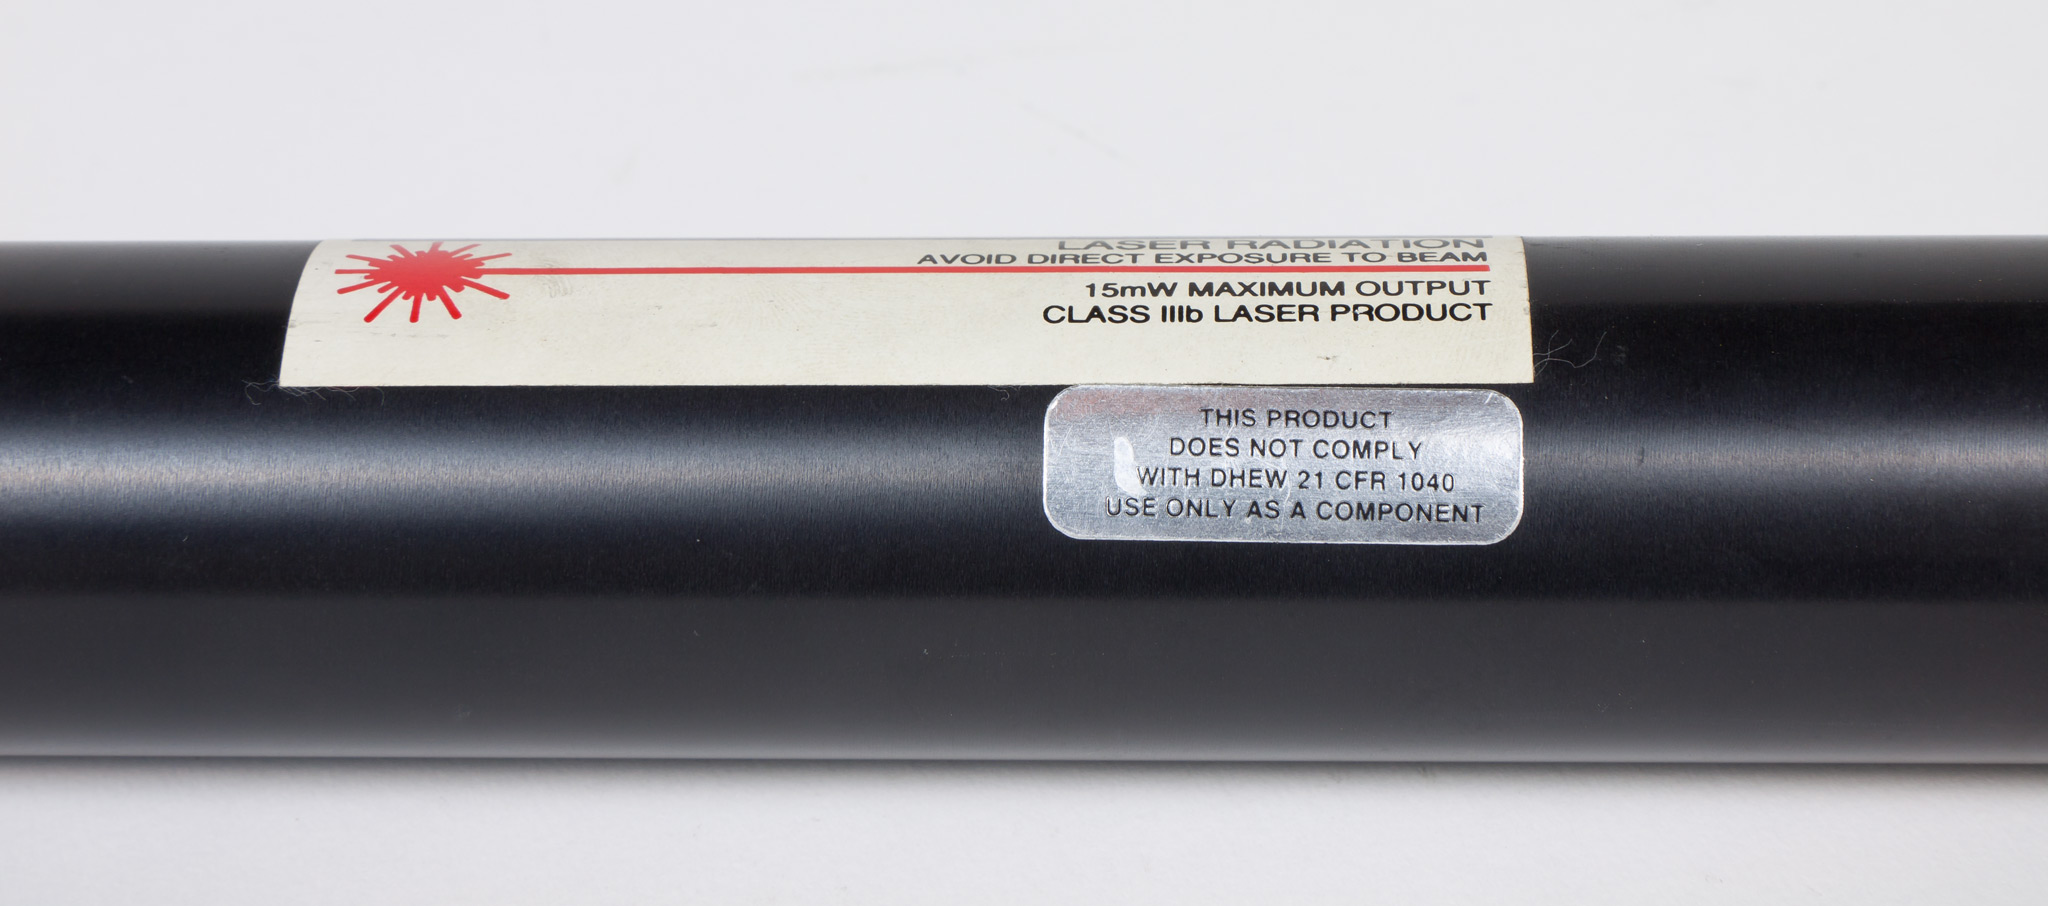 LASER RADIATION
AVOID DIRECT EXPOSURE TO BEAM
15mW MAXIMUM OUTPUT
CLASS IIIb LASER PRODUCT
THIS PRODUCT
DOES NOT COMPLY
WITH DHEW 21 CFR 1040
USE ONLY AS A COMPONENT